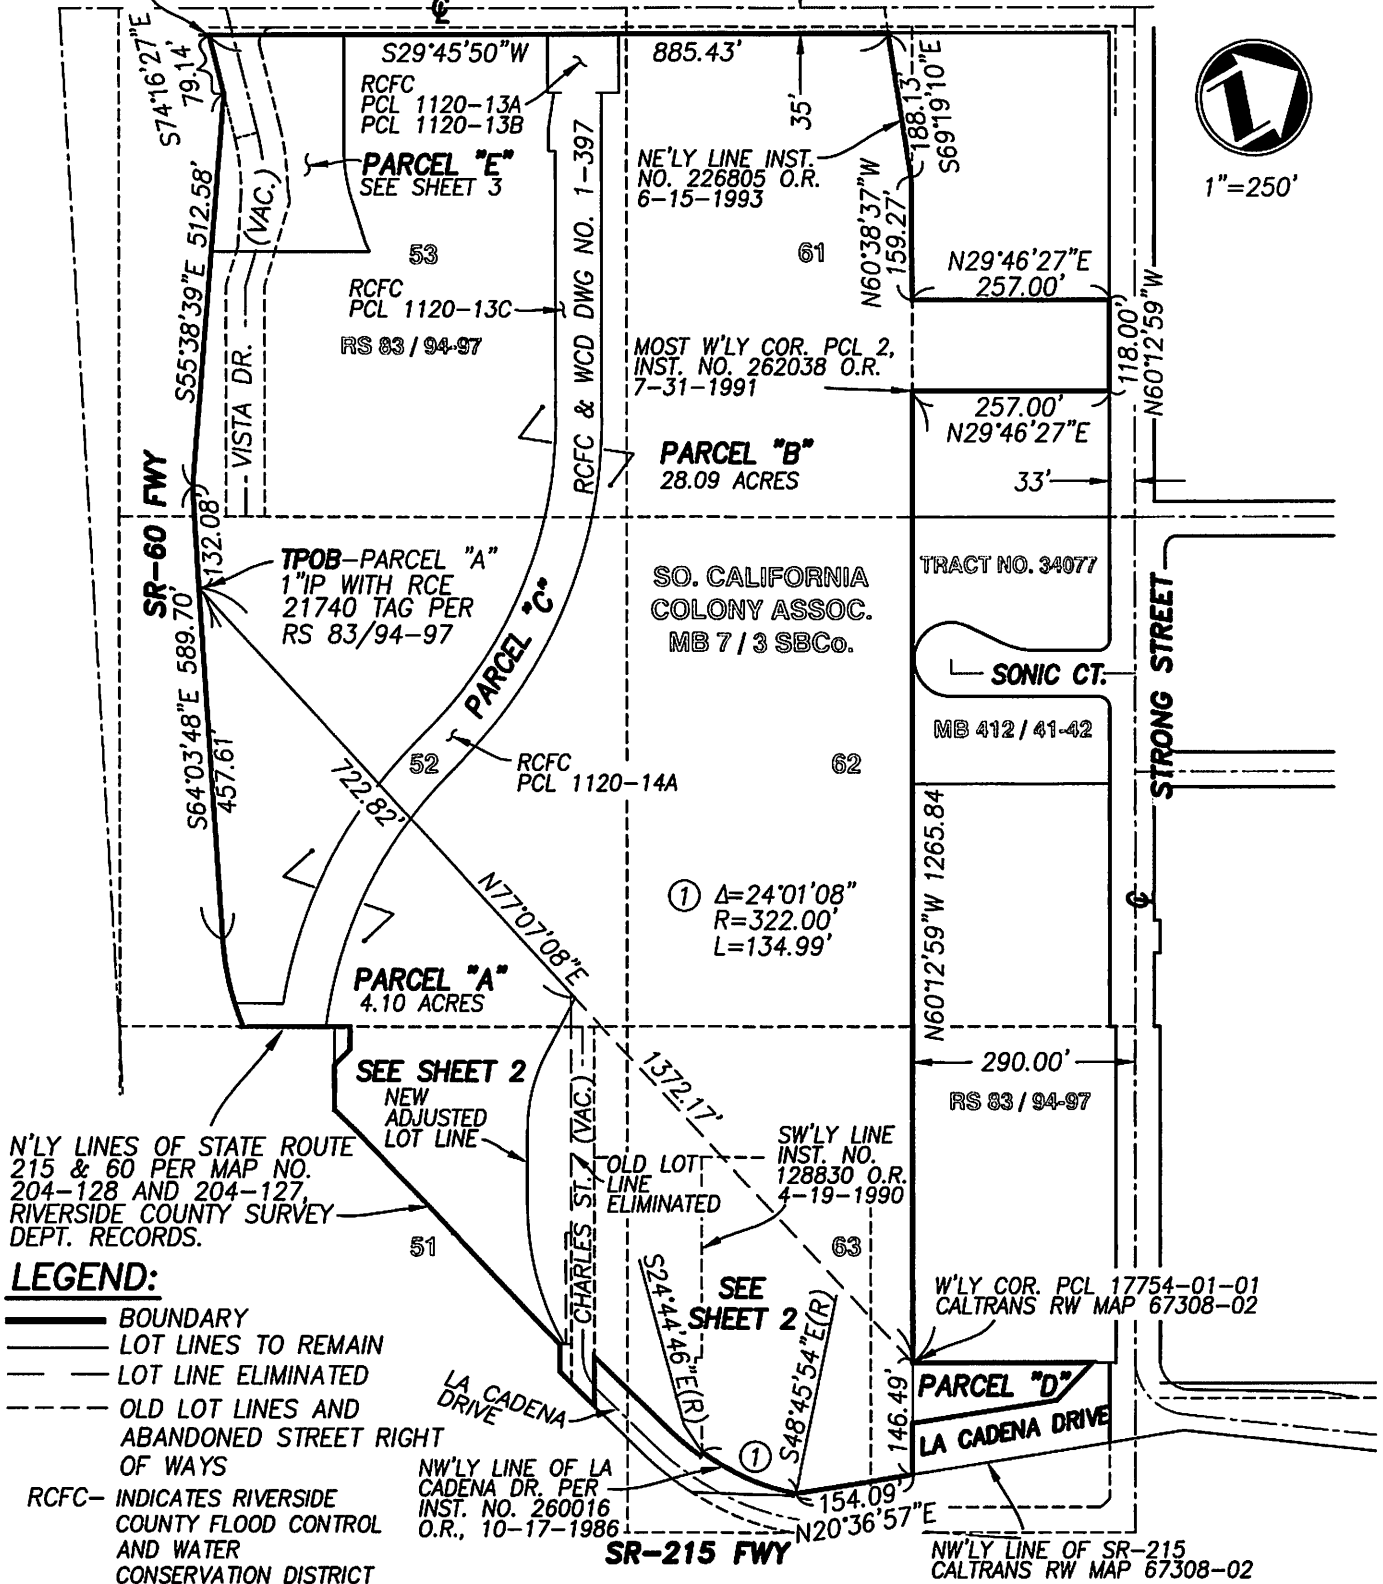 ℄
S74°16'27"E
79.14'
S29°45'50"W
885.43'
RCFC
PCL 1120-13A
PCL 1120-13B
PARCEL "E"
SEE SHEET 3
35'
188.13'
S69°19'10"E
NE'LY LINE INST.
NO. 226805 O.R.
6-15-1993
1"=250'
S55°38'39"E 512.58'
(VAC.)
VISTA DR.
53
61
N60°38'37"W
159.27'
N29°46'27"E
257.00'
RCFC
PCL 1120-13C
RS 83 / 94-97
RCFC & WCD DWG NO. 1-397
MOST W'LY COR. PCL 2,
INST. NO. 262038 O.R.
7-31-1991
118.00'
N60°12'59"W
257.00'
N29°46'27"E
PARCEL "B"
28.09 ACRES
33'
SR-60 FWY
132.08'
TPOB-PARCEL "A"
1"IP WITH RCE
21740 TAG PER
RS 83/94-97
SO. CALIFORNIA
COLONY ASSOC.
MB 7 / 3 SBCo.
TRACT NO. 34077
PARCEL "C"
SONIC CT.
STRONG STREET
MB 412 / 41-42
S64°03'48"E 589.70'
457.61'
52
RCFC
PCL 1120-14A
62
722.82'
N77°07'08"E
① Δ=24°01'08"
R=322.00'
L=134.99'
N60°12'59"W 1265.84
℄
PARCEL "A"
4.10 ACRES
1372.17'
290.00'
RS 83 / 94-97
SEE SHEET 2
NEW
ADJUSTED
LOT LINE
N'LY LINES OF STATE ROUTE
215 & 60 PER MAP NO.
204-128 AND 204-127,
RIVERSIDE COUNTY SURVEY
DEPT. RECORDS.
CHARLES ST. (VAC.)
OLD LOT
LINE
ELIMINATED
SW'LY LINE
INST. NO.
128830 O.R.
4-19-1990
51
63
S24°44'46"E(R)
SEE
SHEET 2
S48°45'54"E(R)
W'LY COR. PCL 17754-01-01
CALTRANS RW MAP 67308-02
PARCEL "D"
LA CADENA DRIVE
146.49'
LEGEND:
BOUNDARY
LOT LINES TO REMAIN
LOT LINE ELIMINATED
OLD LOT LINES AND
ABANDONED STREET RIGHT
OF WAYS
RCFC- INDICATES RIVERSIDE
COUNTY FLOOD CONTROL
AND WATER
CONSERVATION DISTRICT
LA CADENA
DRIVE
①
NW'LY LINE OF LA
CADENA DR. PER
INST. NO. 260016
O.R., 10-17-1986
154.09'
N20°36'57"E
SR-215 FWY
NW'LY LINE OF SR-215
CALTRANS RW MAP 67308-02